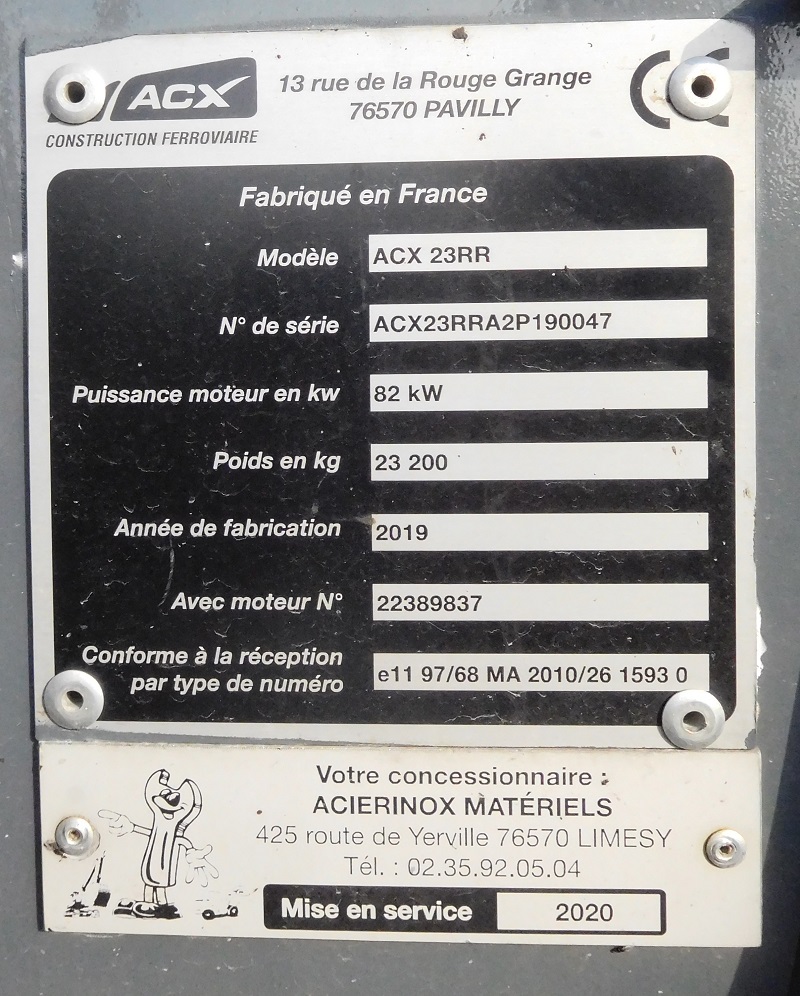 ACX
CONSTRUCTION FERROVIAIRE
13 rue de la Rouge Grange
76570 PAVILLY
CE
Fabriqué en France
Modèle ACX 23RR
N° de série ACX23RRA2P190047
Puissance moteur en kw 82 kW
Poids en kg 23 200
Année de fabrication 2019
Avec moteur N° 22389837
Conforme à la réception
par type de numéro e11 97/68 MA 2010/26 1593 0
Votre concessionnaire :
ACIERINOX MATÉRIELS
425 route de Yerville 76570 LIMESY
Tél. : 02.35.92.05.04
Mise en service 2020